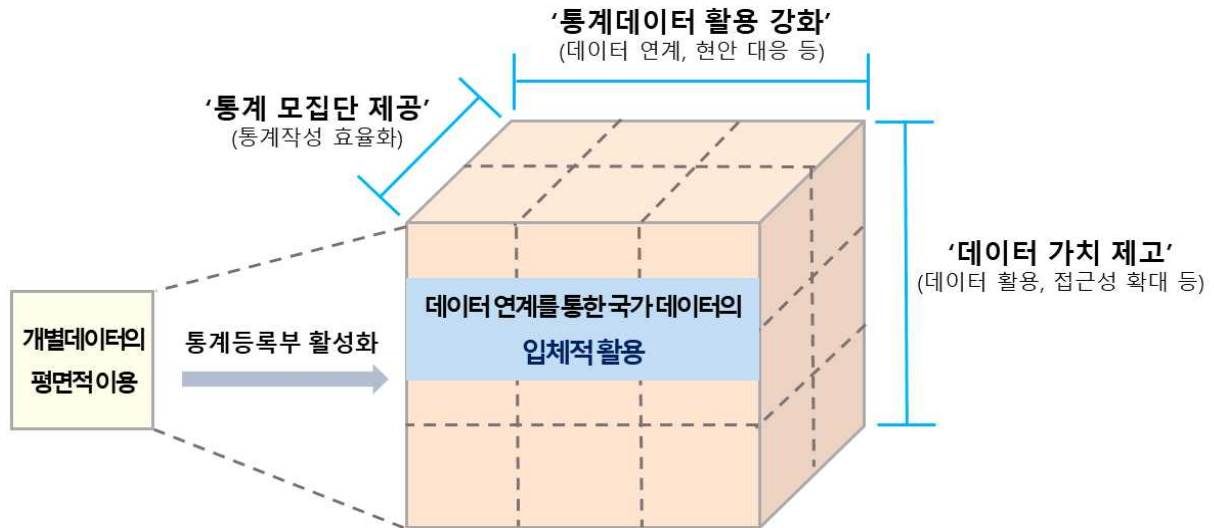 ‘통계데이터 활용 강화’
(데이터 연계, 현안 대응 등)
‘통계 모집단 제공’
(통계작성 효율화)
‘데이터 가치 제고’
(데이터 활용, 접근성 확대 등)
데이터 연계를 통한 국가 데이터의
입체적 활용
개별데이터의
평면적 이용
통계등록부 활성화